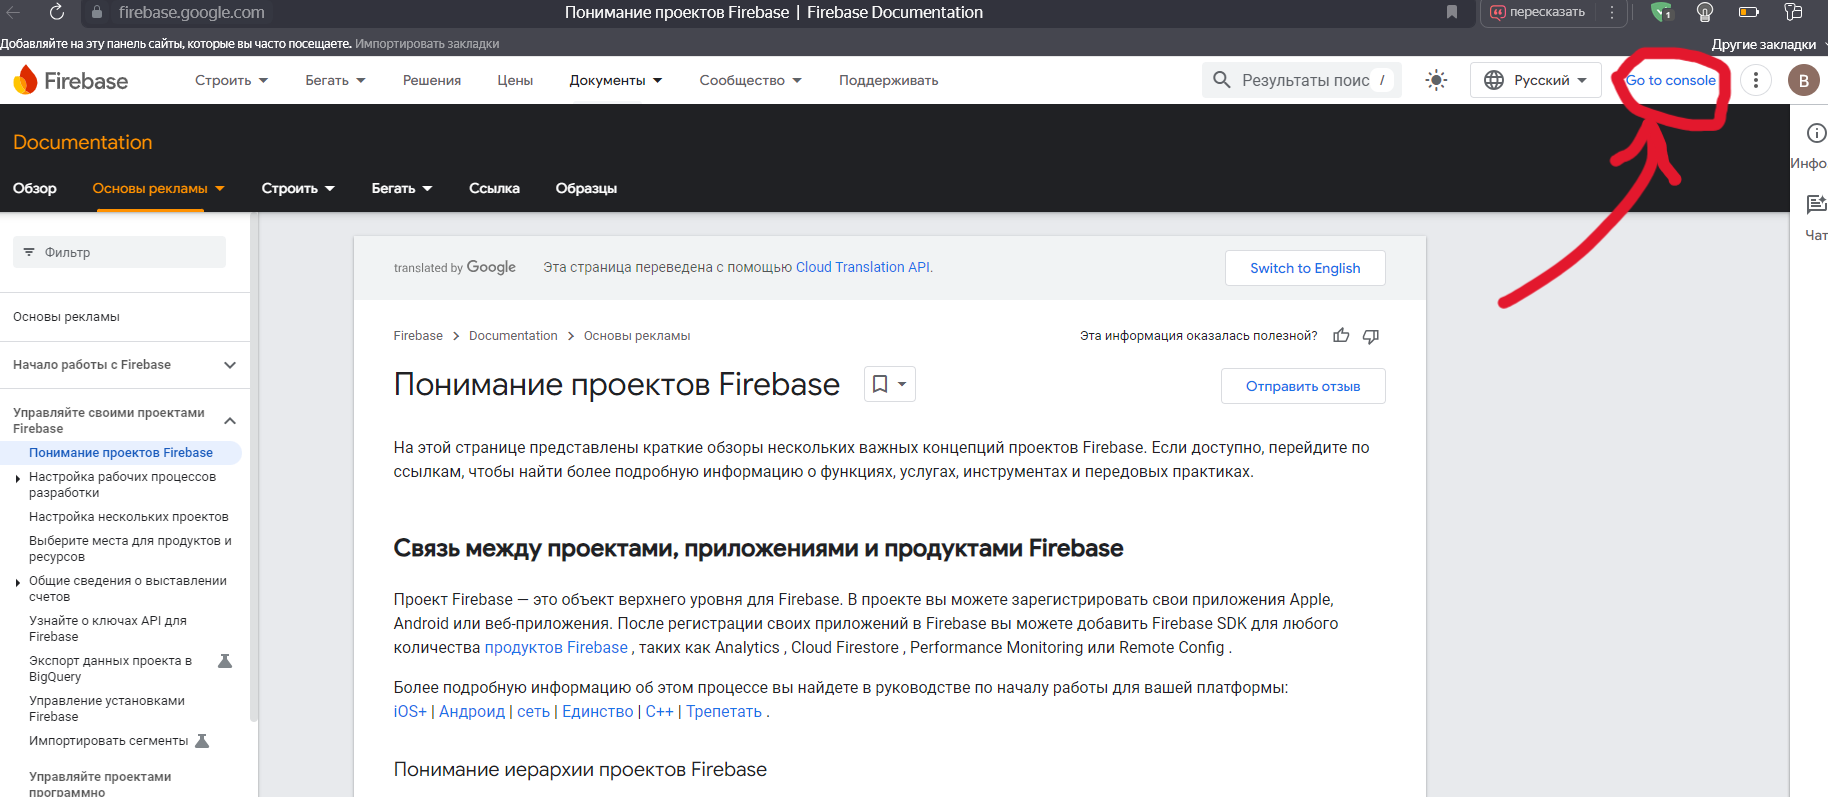 firebase.google.com
Понимание проектов Firebase | Firebase Documentation
пересказать
1
Добавляйте на эту панель сайты, которые вы часто посещаете. Импортировать закладки
Другие закладки
Firebase
Строить
Бегать
Решения
Цены
Документы
Сообщество
Поддерживать
Результаты поиск
/
Русский
Go to console
B
Documentation
Обзор
Основы рекламы
Строить
Бегать
Ссылка
Образцы
Инфо
Чат
Фильтр
Основы рекламы
Начало работы с Firebase
Управляйте своими проектами
Firebase
Понимание проектов Firebase
Настройка рабочих процессов
разработки
Настройка нескольких проектов
Выберите места для продуктов и
ресурсов
Общие сведения о выставлении
счетов
Узнайте о ключах API для
Firebase
Экспорт данных проекта в
BigQuery
Управление установками
Firebase
Импортировать сегменты
Управляйте проектами
программно
translated by Google
Эта страница переведена с помощью Cloud Translation API.
Switch to English
Firebase > Documentation > Основы рекламы
Эта информация оказалась полезной?
Понимание проектов Firebase
Отправить отзыв
На этой странице представлены краткие обзоры нескольких важных концепций проектов Firebase. Если доступно, перейдите по
ссылкам, чтобы найти более подробную информацию о функциях, услугах, инструментах и передовых практиках.
Связь между проектами, приложениями и продуктами Firebase
Проект Firebase — это объект верхнего уровня для Firebase. В проекте вы можете зарегистрировать свои приложения Apple,
Android или веб-приложения. После регистрации своих приложений в Firebase вы можете добавить Firebase SDK для любого
количества продуктов Firebase , таких как Analytics , Cloud Firestore , Performance Monitoring или Remote Config .
Более подробную информацию об этом процессе вы найдете в руководстве по началу работы для вашей платформы:
iOS+ | Андроид | сеть | Единство | C++ | Трепетать .
Понимание иерархии проектов Firebase